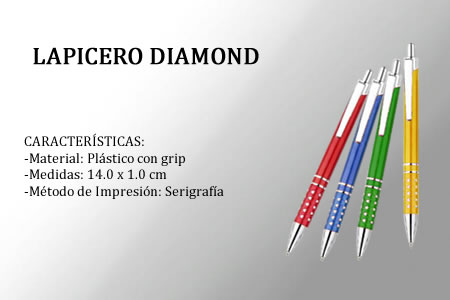 LAPICERO DIAMOND
CARACTERÍSTICAS:
-Material: Plástico con grip
-Medidas: 14.0 x 1.0 cm
-Método de Impresión: Serigrafía